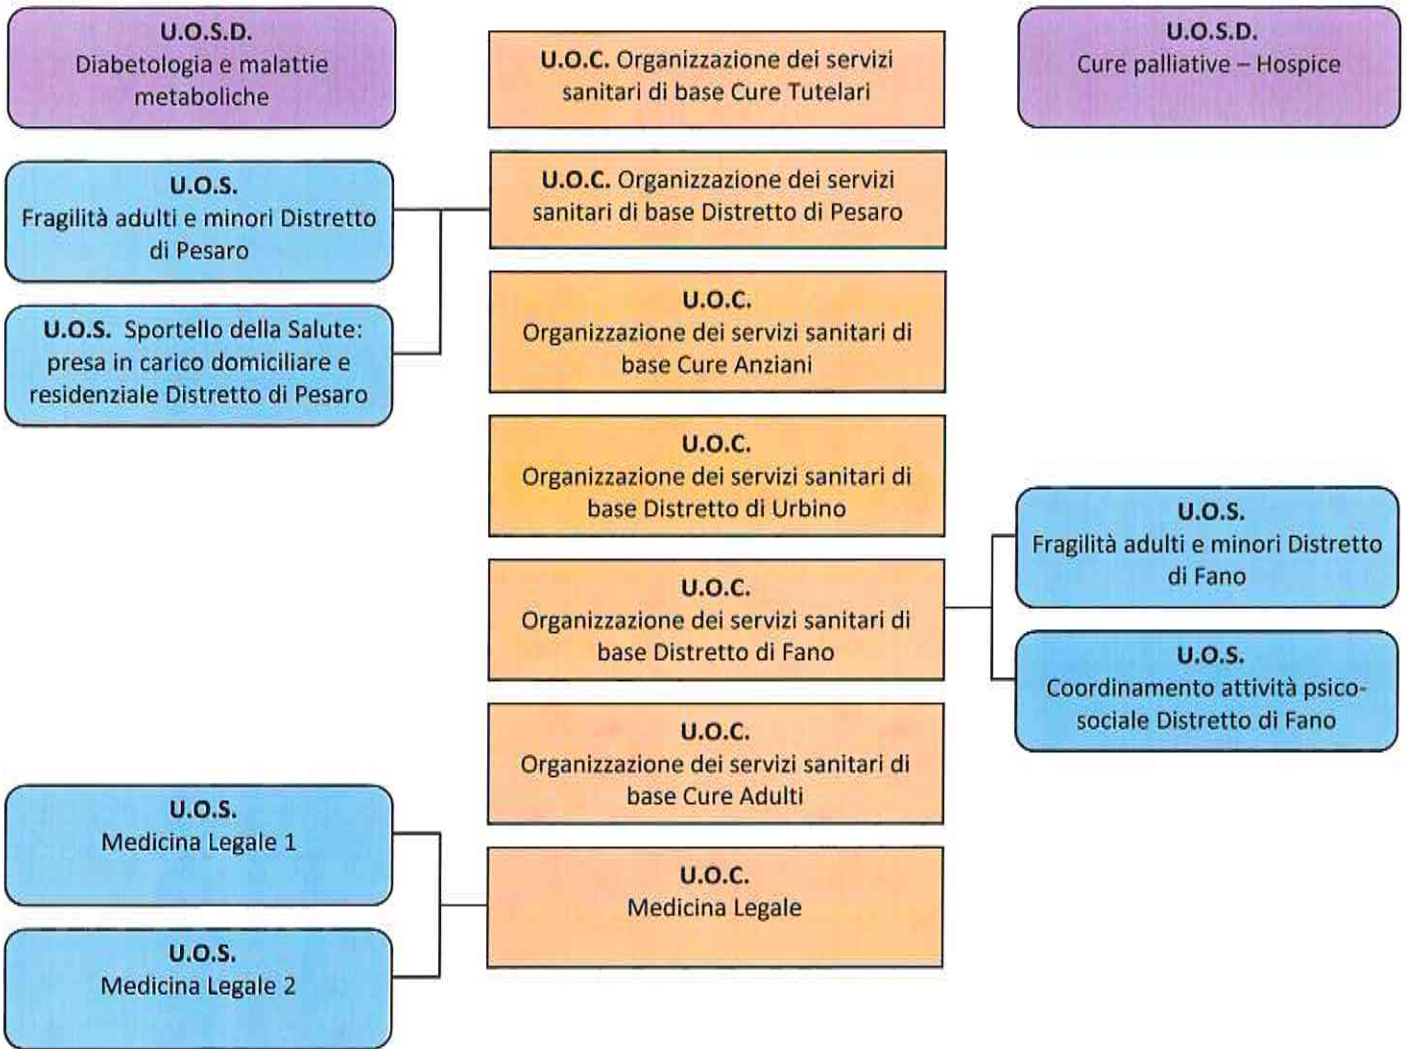 U.O.S.D.
Diabetologia e malattie
metaboliche
U.O.C. Organizzazione dei servizi
sanitari di base Cure Tutelari
U.O.S.D.
Cure palliative – Hospice
U.O.S.
Fragilità adulti e minori Distretto
di Pesaro
U.O.C. Organizzazione dei servizi
sanitari di base Distretto di Pesaro
U.O.S. Sportello della Salute:
presa in carico domiciliare e
residenziale Distretto di Pesaro
U.O.C.
Organizzazione dei servizi sanitari di
base Cure Anziani
U.O.C.
Organizzazione dei servizi sanitari di
base Distretto di Urbino
U.O.S.
Fragilità adulti e minori Distretto
di Fano
U.O.C.
Organizzazione dei servizi sanitari di
base Distretto di Fano
U.O.S.
Coordinamento attività psico-
sociale Distretto di Fano
U.O.C.
Organizzazione dei servizi sanitari di
base Cure Adulti
U.O.S.
Medicina Legale 1
U.O.C.
Medicina Legale
U.O.S.
Medicina Legale 2